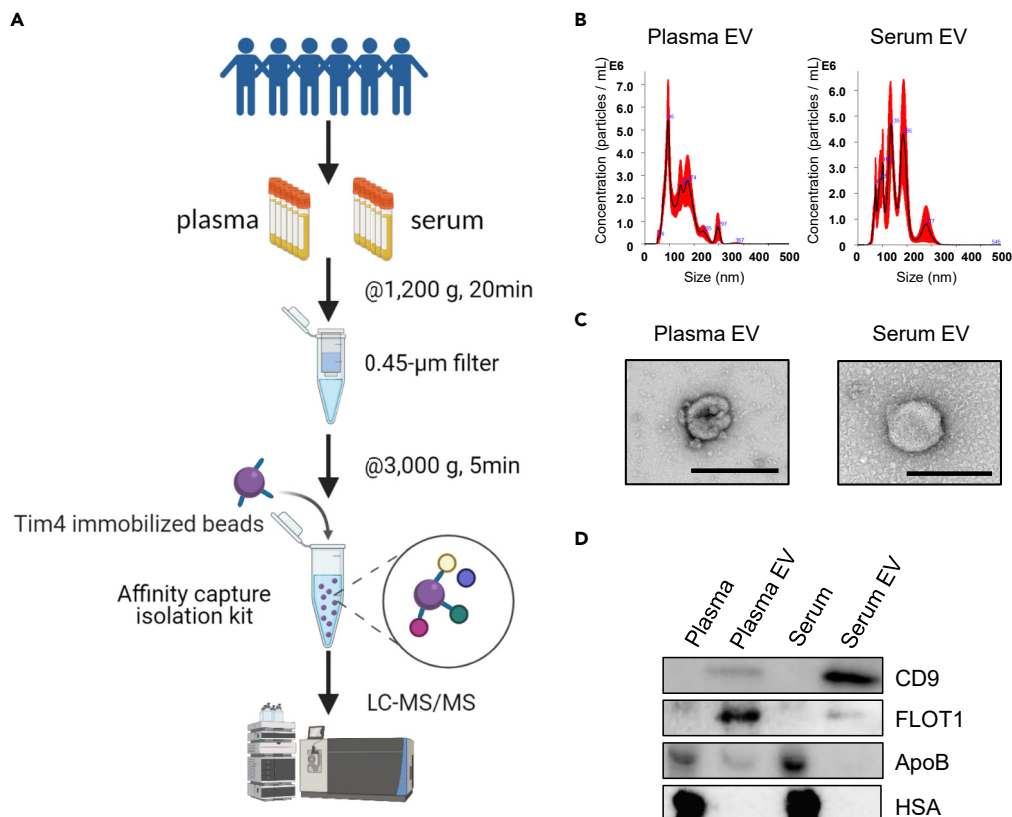 A
plasma
serum
@1,200 g, 20min
0.45-μm filter
@3,000 g, 5min
Tim4 immobilized beads
Affinity capture
isolation kit
LC-MS/MS
B
Plasma EV
Serum EV
Concentration (particles / mL)
E6
7.0
6.0
5.0
4.0
3.0
2.0
1.0
0
100 200 300 400 500
Size (nm)
Concentration (particles / mL)
E6
7.0
6.0
5.0
4.0
3.0
2.0
1.0
0
100 200 300 400 500
Size (nm)
C
Plasma EV
Serum EV
D
Plasma
Plasma EV
Serum
Serum EV
CD9
FLOT1
ApoB
HSA